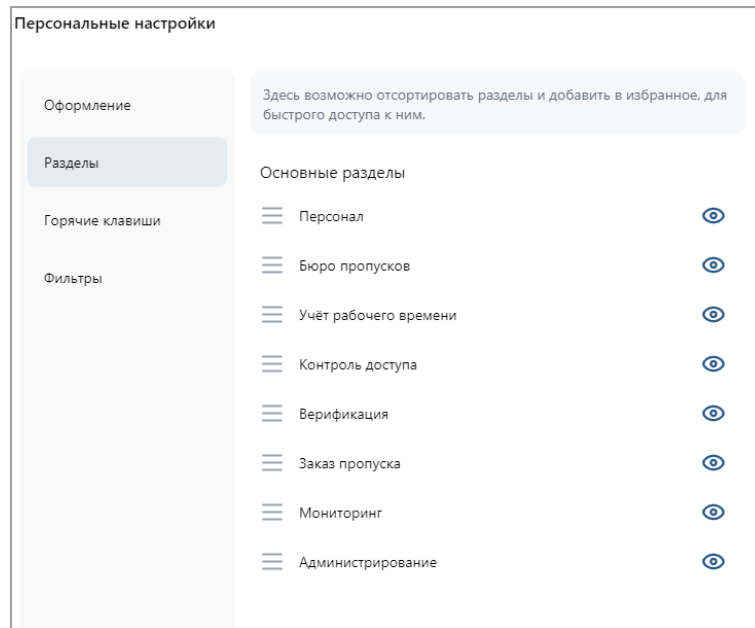 Персональные настройки
Оформление
Разделы
Горячие клавиши
Фильтры
Здесь возможно отсортировать разделы и добавить в избранное, для
быстрого доступа к ним.
Основные разделы
Персонал
Бюро пропусков
Учёт рабочего времени
Контроль доступа
Верификация
Заказ пропуска
Мониторинг
Администрирование